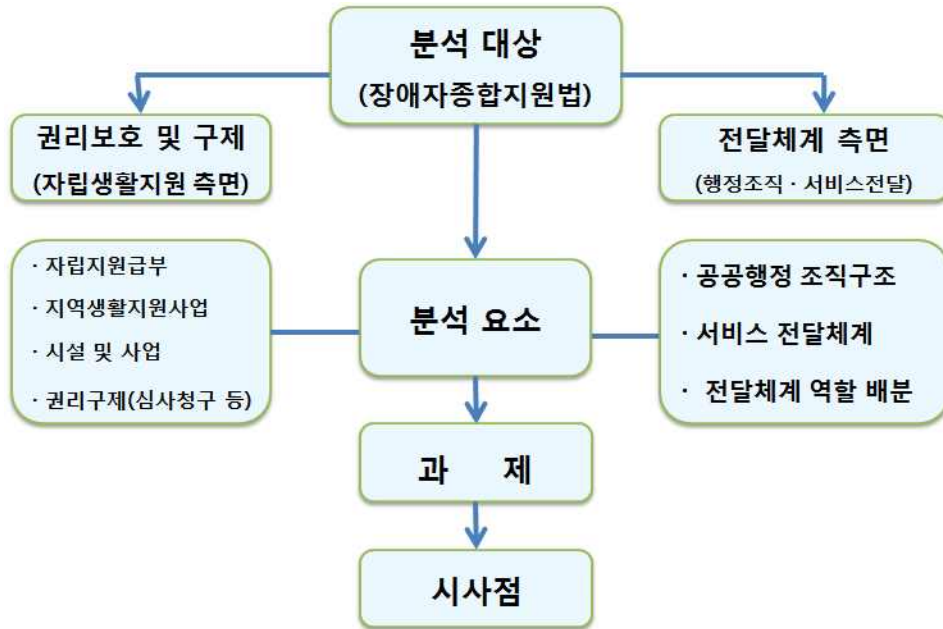 분석 대상
(장애자종합지원법)
권리보호 및 구제
(자립생활지원 측면)
전달체계 측면
(행정조직 · 서비스전달)
· 자립지원급부
· 지역생활지원사업
· 시설 및 사업
· 권리구제(심사청구 등)
분석 요소
· 공공행정 조직구조
· 서비스 전달체계
· 전달체계 역할 배분
과 제
시사점